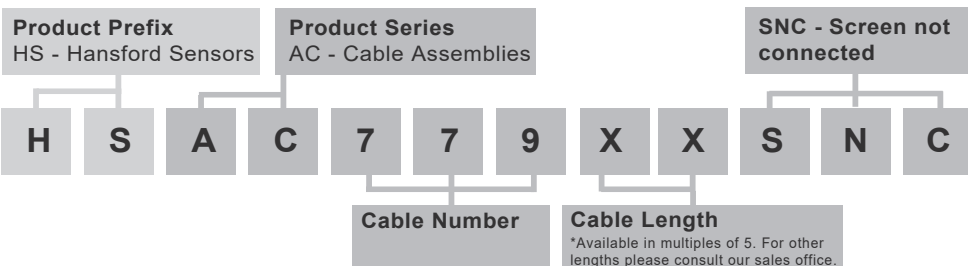 Product Prefix
HS - Hansford Sensors
Product Series
AC - Cable Assemblies
SNC - Screen not
connected
H S A C 7 7 9 X X S N C
Cable Number
Cable Length
*Available in multiples of 5. For other
lengths please consult our sales office.